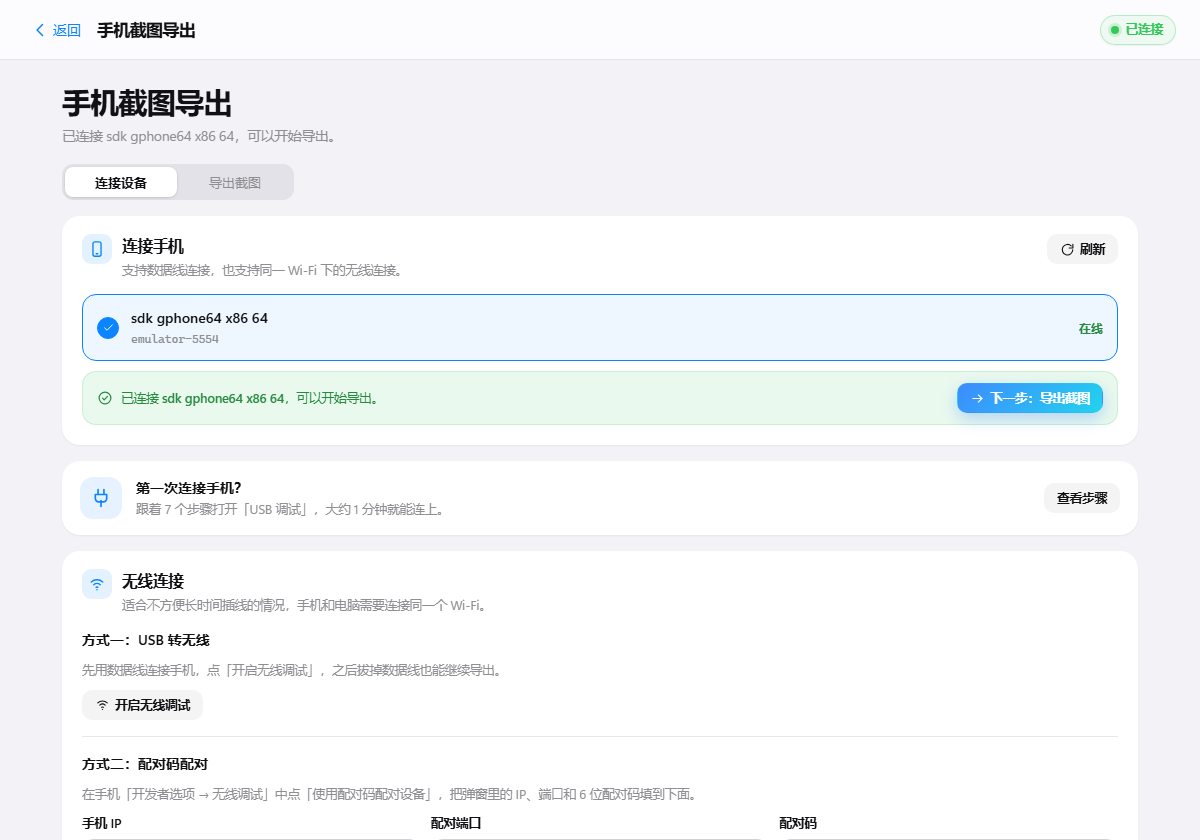 返回 手机截图导出 已连接
手机截图导出
已连接 sdk gphone64 x86 64，可以开始导出。
连接设备 导出截图
连接手机
支持数据线连接，也支持同一 Wi-Fi 下的无线连接。
刷新
sdk gphone64 x86 64
emulator-5554
在线
已连接 sdk gphone64 x86 64，可以开始导出。
→ 下一步：导出截图
第一次连接手机？
跟着 7 个步骤打开「USB 调试」，大约 1 分钟就能连上。
查看步骤
无线连接
适合不方便长时间插线的情况，手机和电脑需要连接同一个 Wi-Fi。
方式一：USB 转无线
先用数据线连接手机，点「开启无线调试」，之后拔掉数据线也能继续导出。
开启无线调试
方式二：配对码配对
在手机「开发者选项 → 无线调试」中点「使用配对码配对设备」，把弹窗里的 IP、端口和 6 位配对码填到下面。
手机 IP 配对端口 配对码